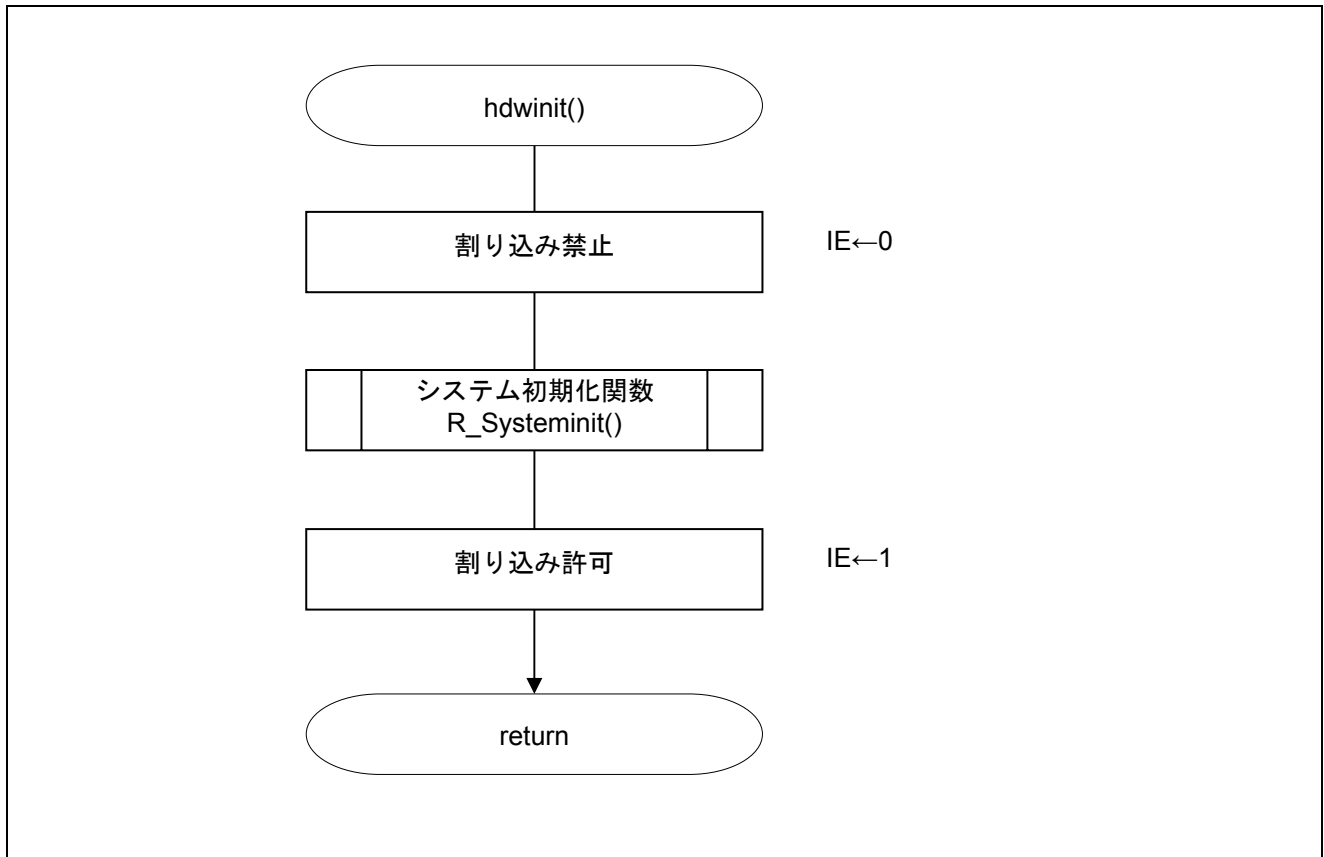 hdwinit()
割り込み禁止
IE←0
システム初期化関数
R_Systeminit()
割り込み許可
IE←1
return